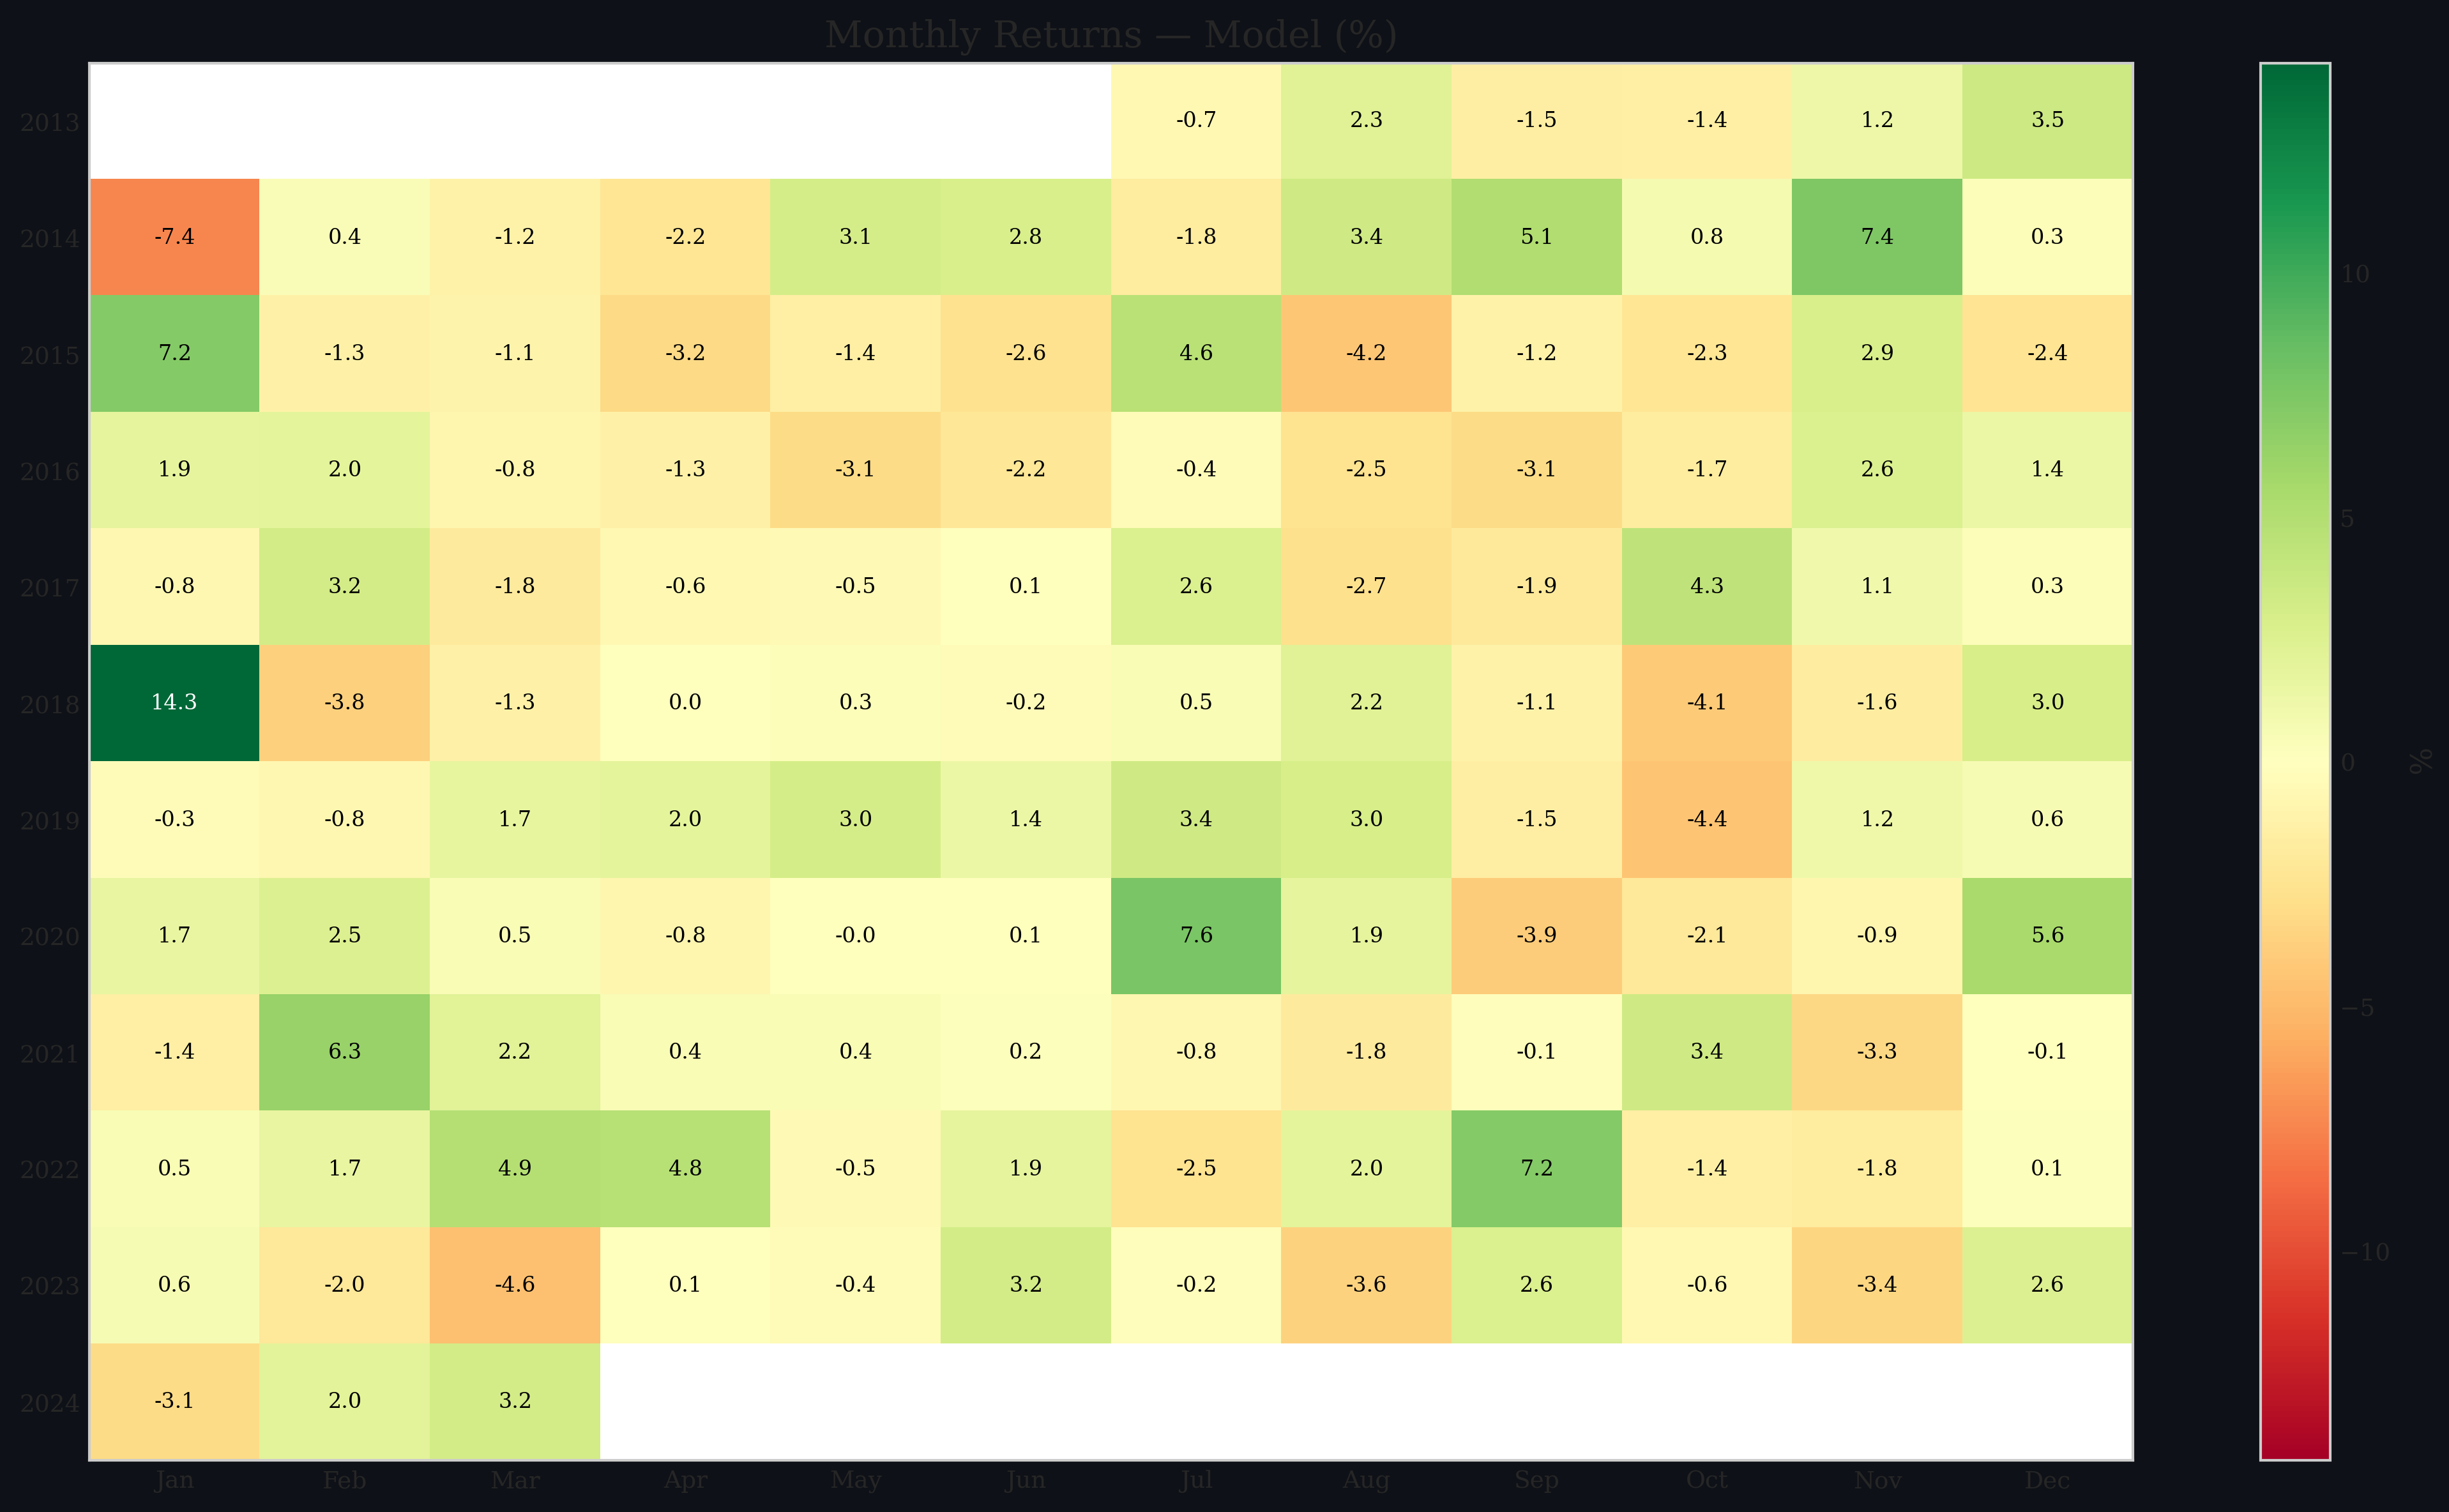 Monthly Returns — Model (%)
2013 -0.7 2.3 -1.5 -1.4 1.2 3.5
2014 -7.4 0.4 -1.2 -2.2 3.1 2.8 -1.8 3.4 5.1 0.8 7.4 0.3
2015 7.2 -1.3 -1.1 -3.2 -1.4 -2.6 4.6 -4.2 -1.2 -2.3 2.9 -2.4
2016 1.9 2.0 -0.8 -1.3 -3.1 -2.2 -0.4 -2.5 -3.1 -1.7 2.6 1.4
2017 -0.8 3.2 -1.8 -0.6 -0.5 0.1 2.6 -2.7 -1.9 4.3 1.1 0.3
2018 14.3 -3.8 -1.3 0.0 0.3 -0.2 0.5 2.2 -1.1 -4.1 -1.6 3.0
2019 -0.3 -0.8 1.7 2.0 3.0 1.4 3.4 3.0 -1.5 -4.4 1.2 0.6
2020 1.7 2.5 0.5 -0.8 -0.0 0.1 7.6 1.9 -3.9 -2.1 -0.9 5.6
2021 -1.4 6.3 2.2 0.4 0.4 0.2 -0.8 -1.8 -0.1 3.4 -3.3 -0.1
2022 0.5 1.7 4.9 4.8 -0.5 1.9 -2.5 2.0 7.2 -1.4 -1.8 0.1
2023 0.6 -2.0 -4.6 0.1 -0.4 3.2 -0.2 -3.6 2.6 -0.6 -3.4 2.6
2024 -3.1 2.0 3.2
Jan Feb Mar Apr May Jun Jul Aug Sep Oct Nov Dec
10
5
0
−5
−10
%